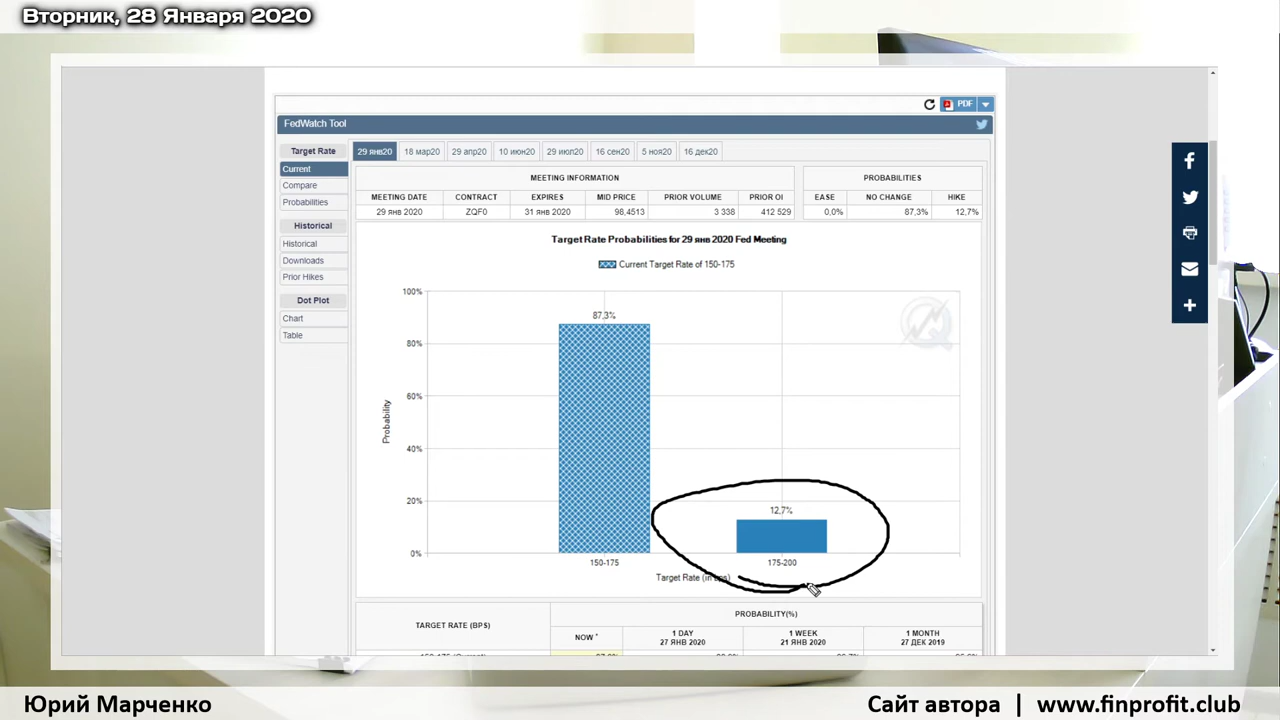 Вторник, 28 Января 2020
PDF
FedWatch Tool
Target Rate
Current
Compare
Probabilities
Historical
Historical
Downloads
Prior Hikes
Dot Plot
Chart
Table
29 янв20 18 мар20 29 апр20 10 июн20 29 июл20 16 сен20 5 ноя20 16 дек20
MEETING INFORMATION
MEETING DATE CONTRACT EXPIRES MID PRICE PRIOR VOLUME PRIOR OI
29 янв 2020 ZQF0 31 янв 2020 98,4513 3 338 412 529
PROBABILITIES
EASE NO CHANGE HIKE
0,0% 87,3% 12,7%
Target Rate Probabilities for 29 янв 2020 Fed Meeting
Current Target Rate of 150-175
Probability
100%
80%
60%
40%
20%
0%
87,3%
12,7%
150-175 175-200
Target Rate (in bps)
TARGET RATE (BPS)
PROBABILITY(%)
NOW *
1 DAY
27 ЯНВ 2020
1 WEEK
21 ЯНВ 2020
1 MONTH
27 ДЕК 2019
Юрий Марченко
Сайт автора | www.finprofit.club